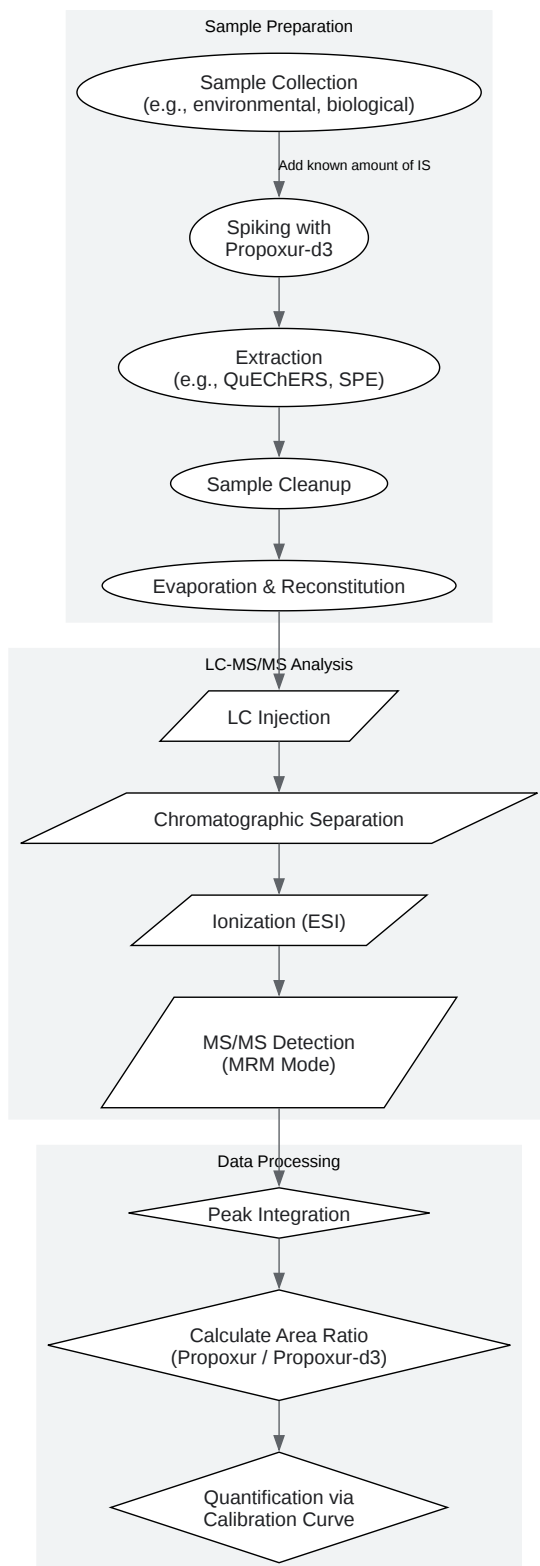 Sample Preparation
Sample Collection
(e.g., environmental, biological)
Add known amount of IS
Spiking with
Propoxur-d3
Extraction
(e.g., QuEChERS, SPE)
Sample Cleanup
Evaporation & Reconstitution
LC-MS/MS Analysis
LC Injection
Chromatographic Separation
Ionization (ESI)
MS/MS Detection
(MRM Mode)
Data Processing
Peak Integration
Calculate Area Ratio
(Propoxur / Propoxur-d3)
Quantification via
Calibration Curve